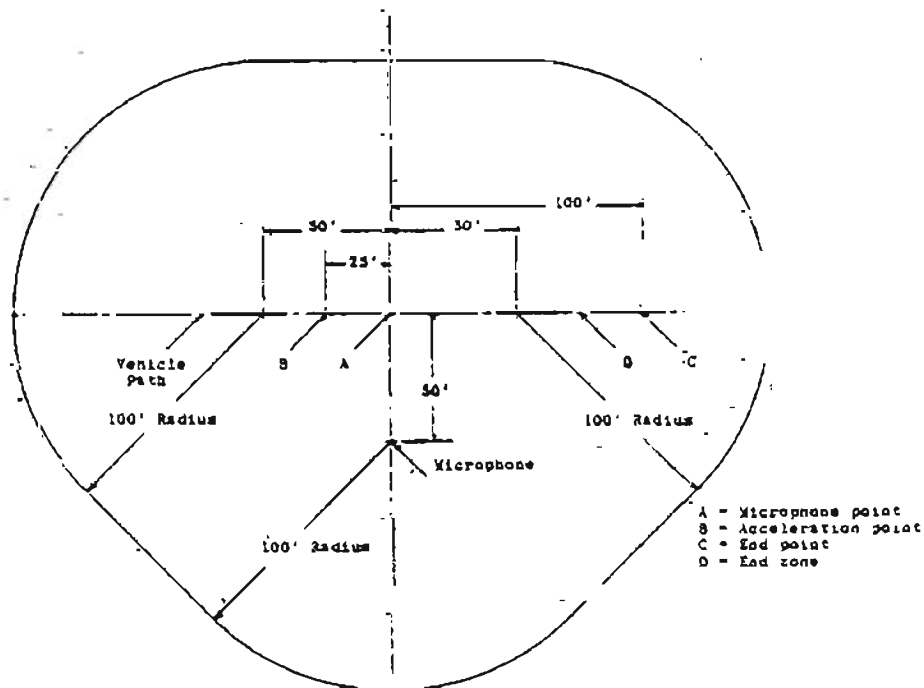 100'
50'
50'
25'
Vehicle
Path
B
A
D
C
50'
100' Radius
100' Radius
Microphone
100' Radius
A - Microphone point
B - Acceleration point
C - End point
D - End zone